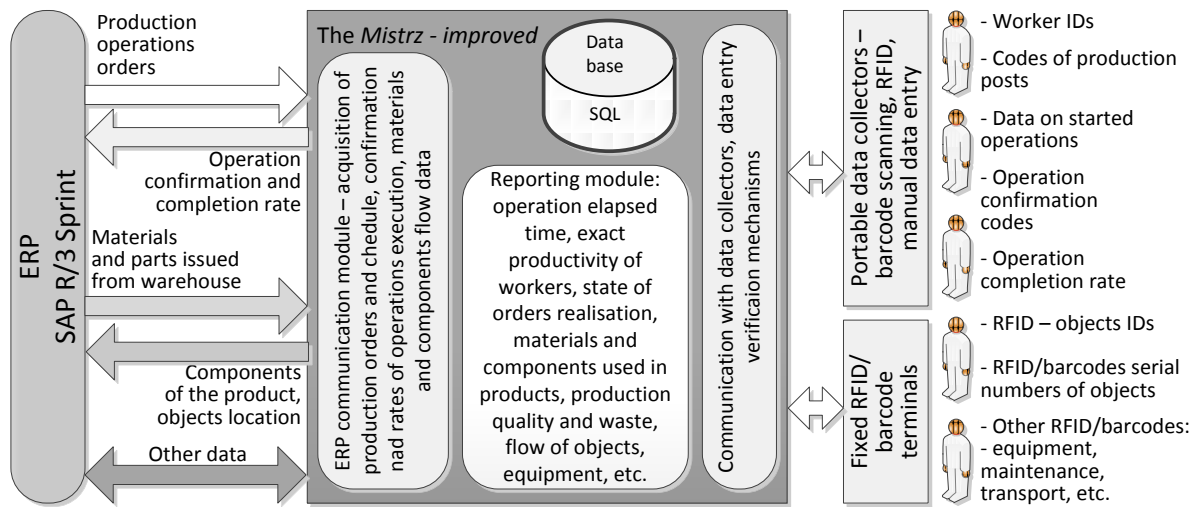 ERP
SAP R/3 Sprint
Production
operations
orders
Operation
confirmation and
completion rate
Materials
and parts issued
from warehouse
Components
of the product,
objects location
Other data
The Mistrz - improved
ERP communication module – acquisition of
production orders and chedule, confirmation
nad rates of operations execution, materials
and components flow data
Data
base
SQL
Reporting module:
operation elapsed
time, exact
productivity of
workers, state of
orders realisation,
materials and
components used in
products, production
quality and waste,
flow of objects,
equipment, etc.
Communication with data collectors, data entry
verificaion mechanisms
Portable data collectors –
barcode scanning, RFID,
manual data entry
Fixed RFID/
barcode
terminals
- Worker IDs
- Codes of production
posts
- Data on started
operations
- Operation
confirmation
codes
- Operation
completion rate
- RFID – objects IDs
- RFID/barcodes serial
numbers of objects
- Other RFID/barcodes:
- equipment,
maintenance,
transport, etc.